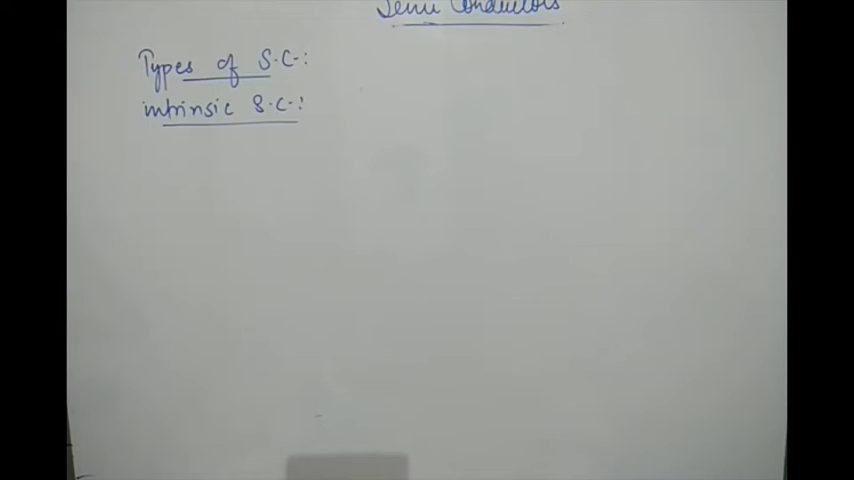 Semi Conductors
Types of S.C-:
intrinsic S.C-: